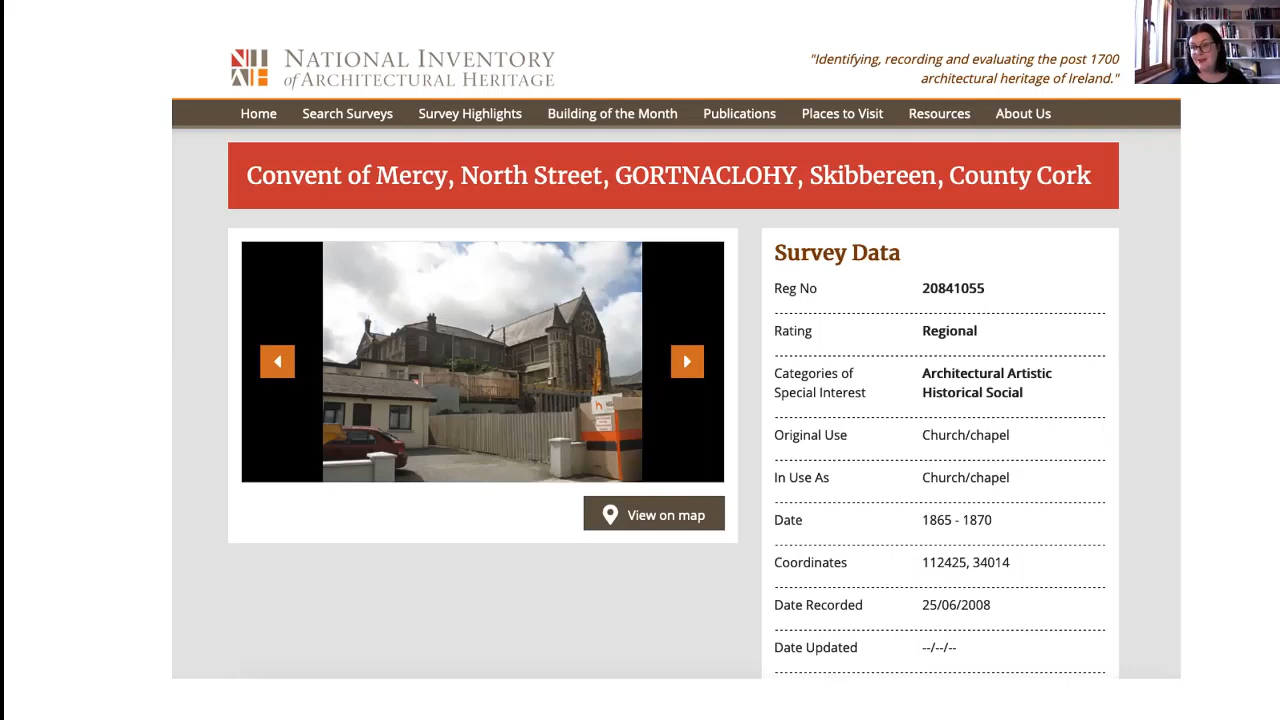 NATIONAL INVENTORY
of ARCHITECTURAL HERITAGE
"Identifying, recording and evaluating the post 1700
architectural heritage of Ireland."
Home Search Surveys Survey Highlights Building of the Month Publications Places to Visit Resources About Us
Convent of Mercy, North Street, GORTNACLOHY, Skibbereen, County Cork
View on map
Survey Data
Reg No 20841055
Rating Regional
Categories of Architectural Artistic
Special Interest Historical Social
Original Use Church/chapel
In Use As Church/chapel
Date 1865 - 1870
Coordinates 112425, 34014
Date Recorded 25/06/2008
Date Updated --/--/--